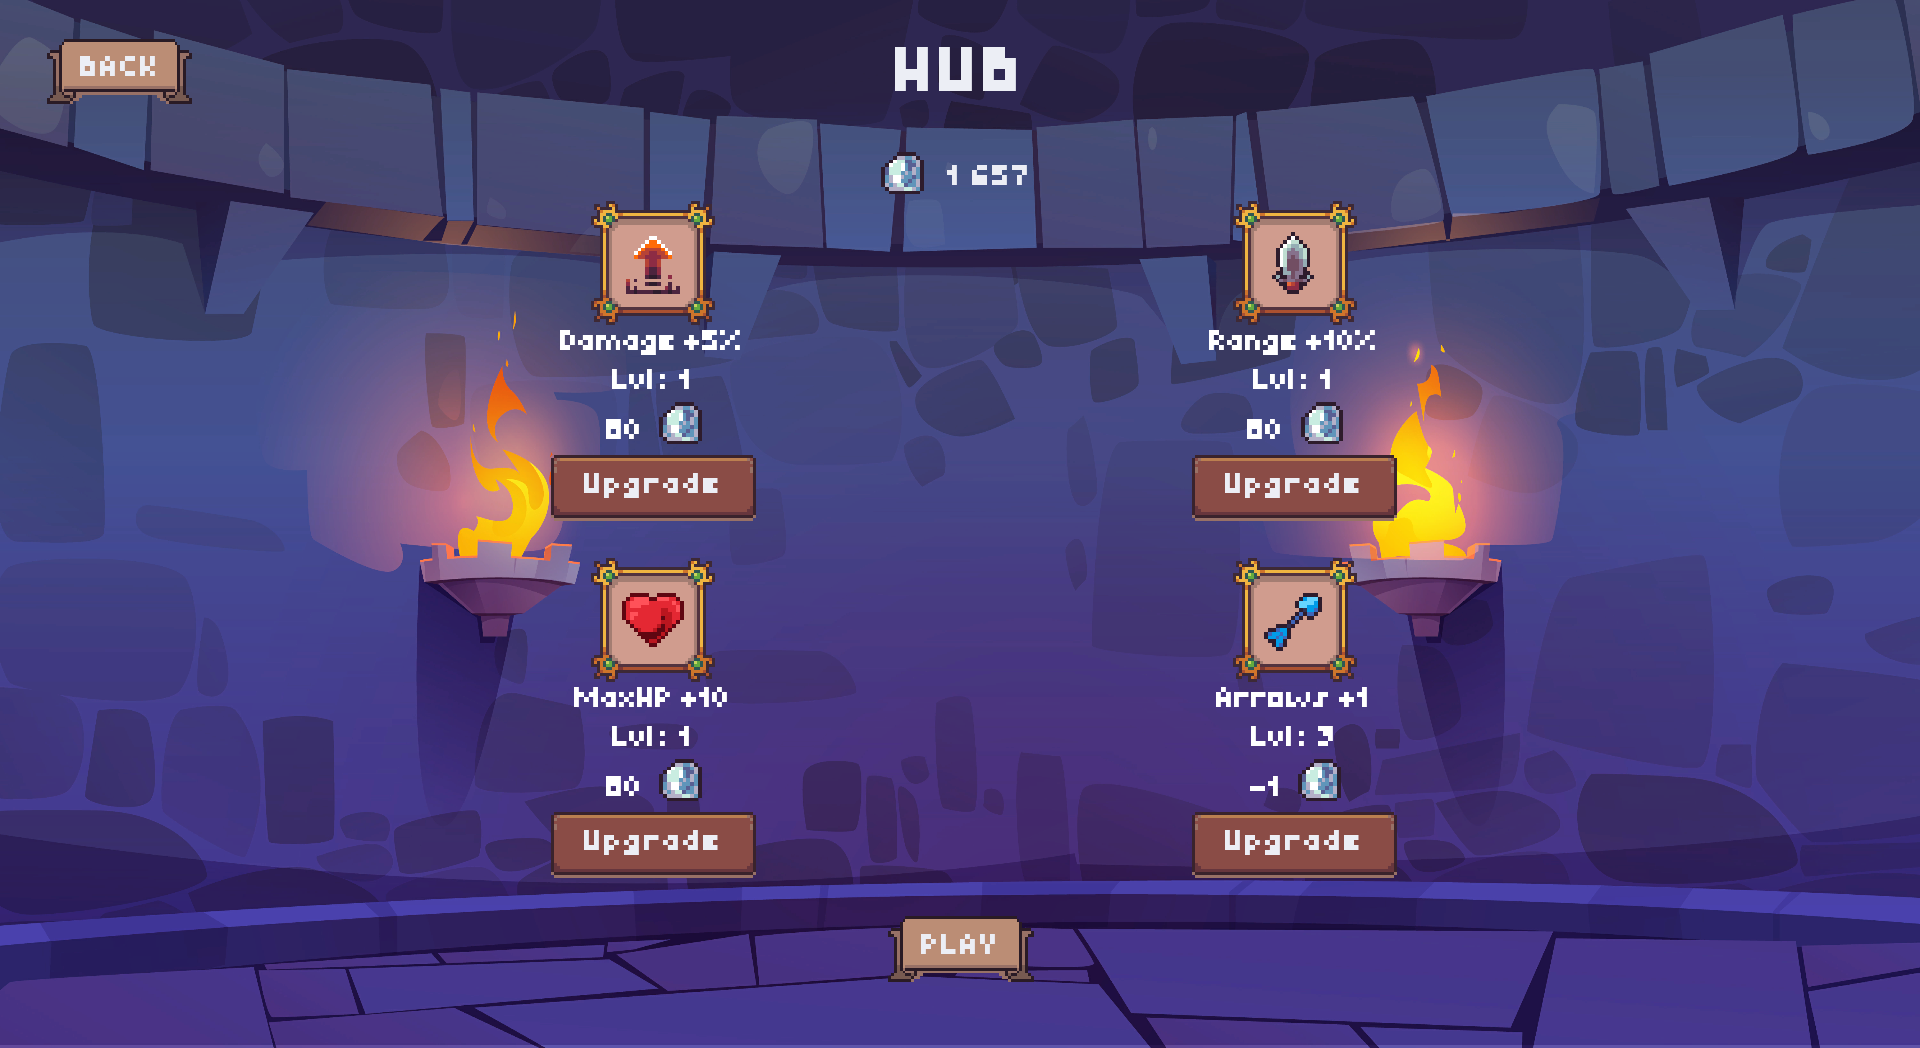 BACK
HUB
1 657
Damage +5%
Lvl: 1
80
Upgrade
Range +10%
Lvl: 1
80
Upgrade
MaxHP +10
Lvl: 1
80
Upgrade
Arrows +1
Lvl: 3
-1
Upgrade
PLAY